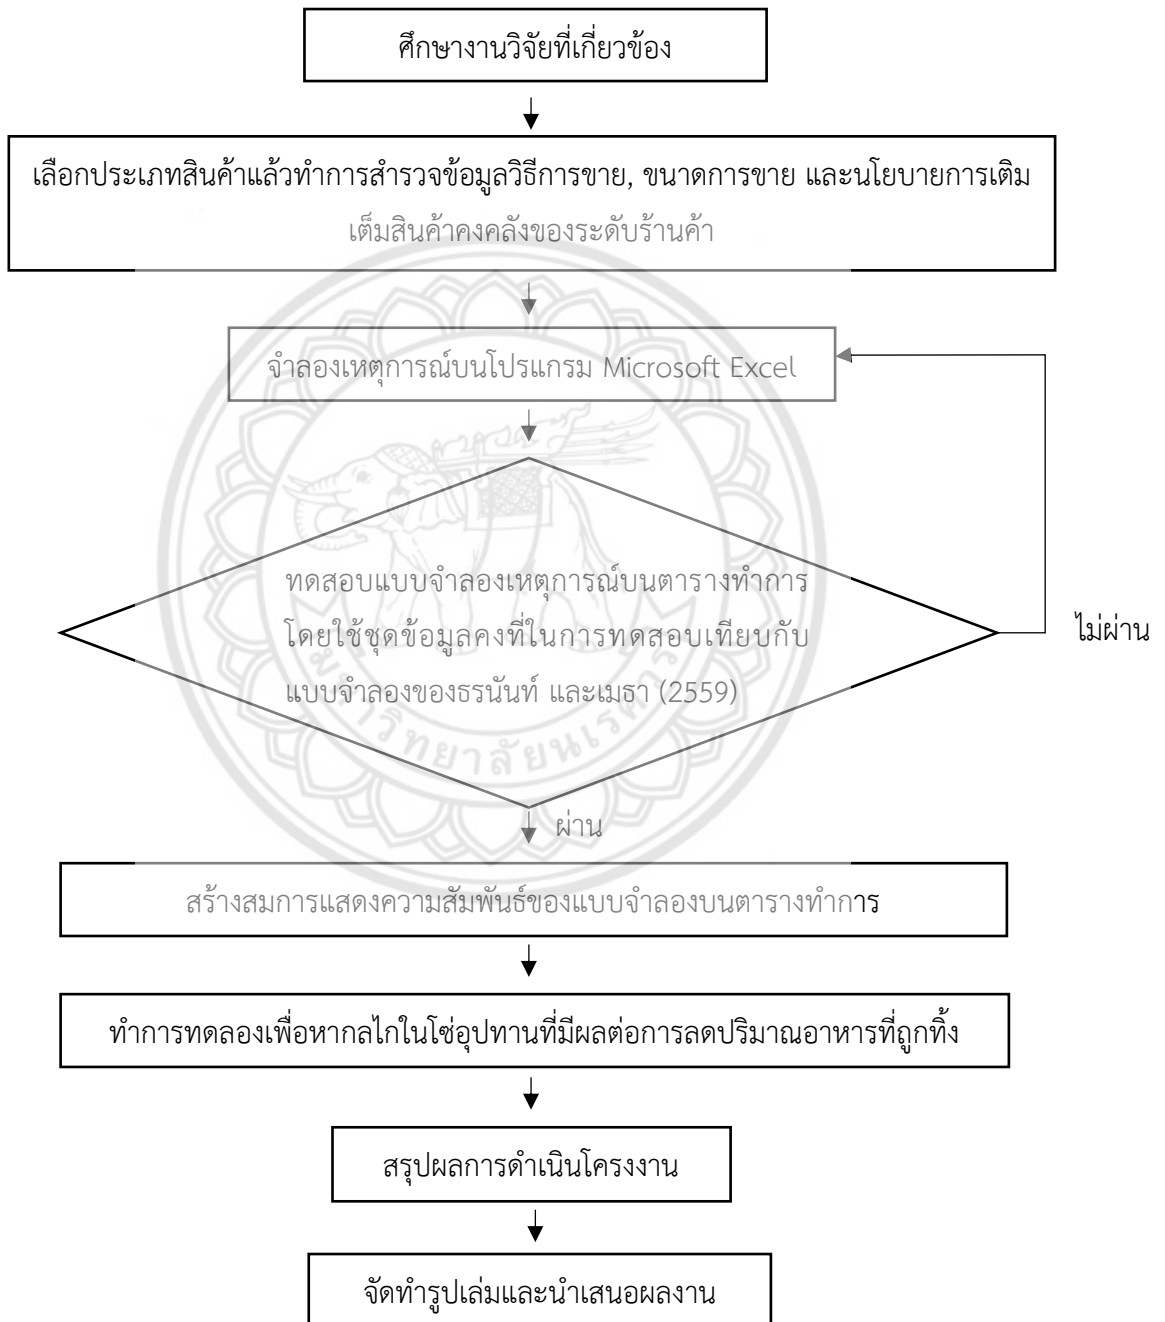 ศึกษางานวิจัยที่เกี่ยวข้อง
เลือกประเภทสินค้าแล้วทำการสำรวจข้อมูลวิธีการขาย, ขนาดการขาย และนโยบายการเติม
เต็มสินค้าคงคลังของระดับร้านค้า
จำลองเหตุการณ์บนโปรแกรม Microsoft Excel
ทดสอบแบบจำลองเหตุการณ์บนตารางทำการ
โดยใช้ชุดข้อมูลคงที่ในการทดสอบเทียบกับ
แบบจำลองของธรนันท์ และเมธา (2559)
ไม่ผ่าน
มหาวิทยาลัยนเรศวร
ผ่าน
สร้างสมการแสดงความสัมพันธ์ของแบบจำลองบนตารางทำการ
ทำการทดลองเพื่อหากลไกในโซ่อุปทานที่มีผลต่อการลดปริมาณอาหารที่ถูกทิ้ง
สรุปผลการดำเนินโครงงาน
จัดทำรูปเล่มและนำเสนอผลงาน